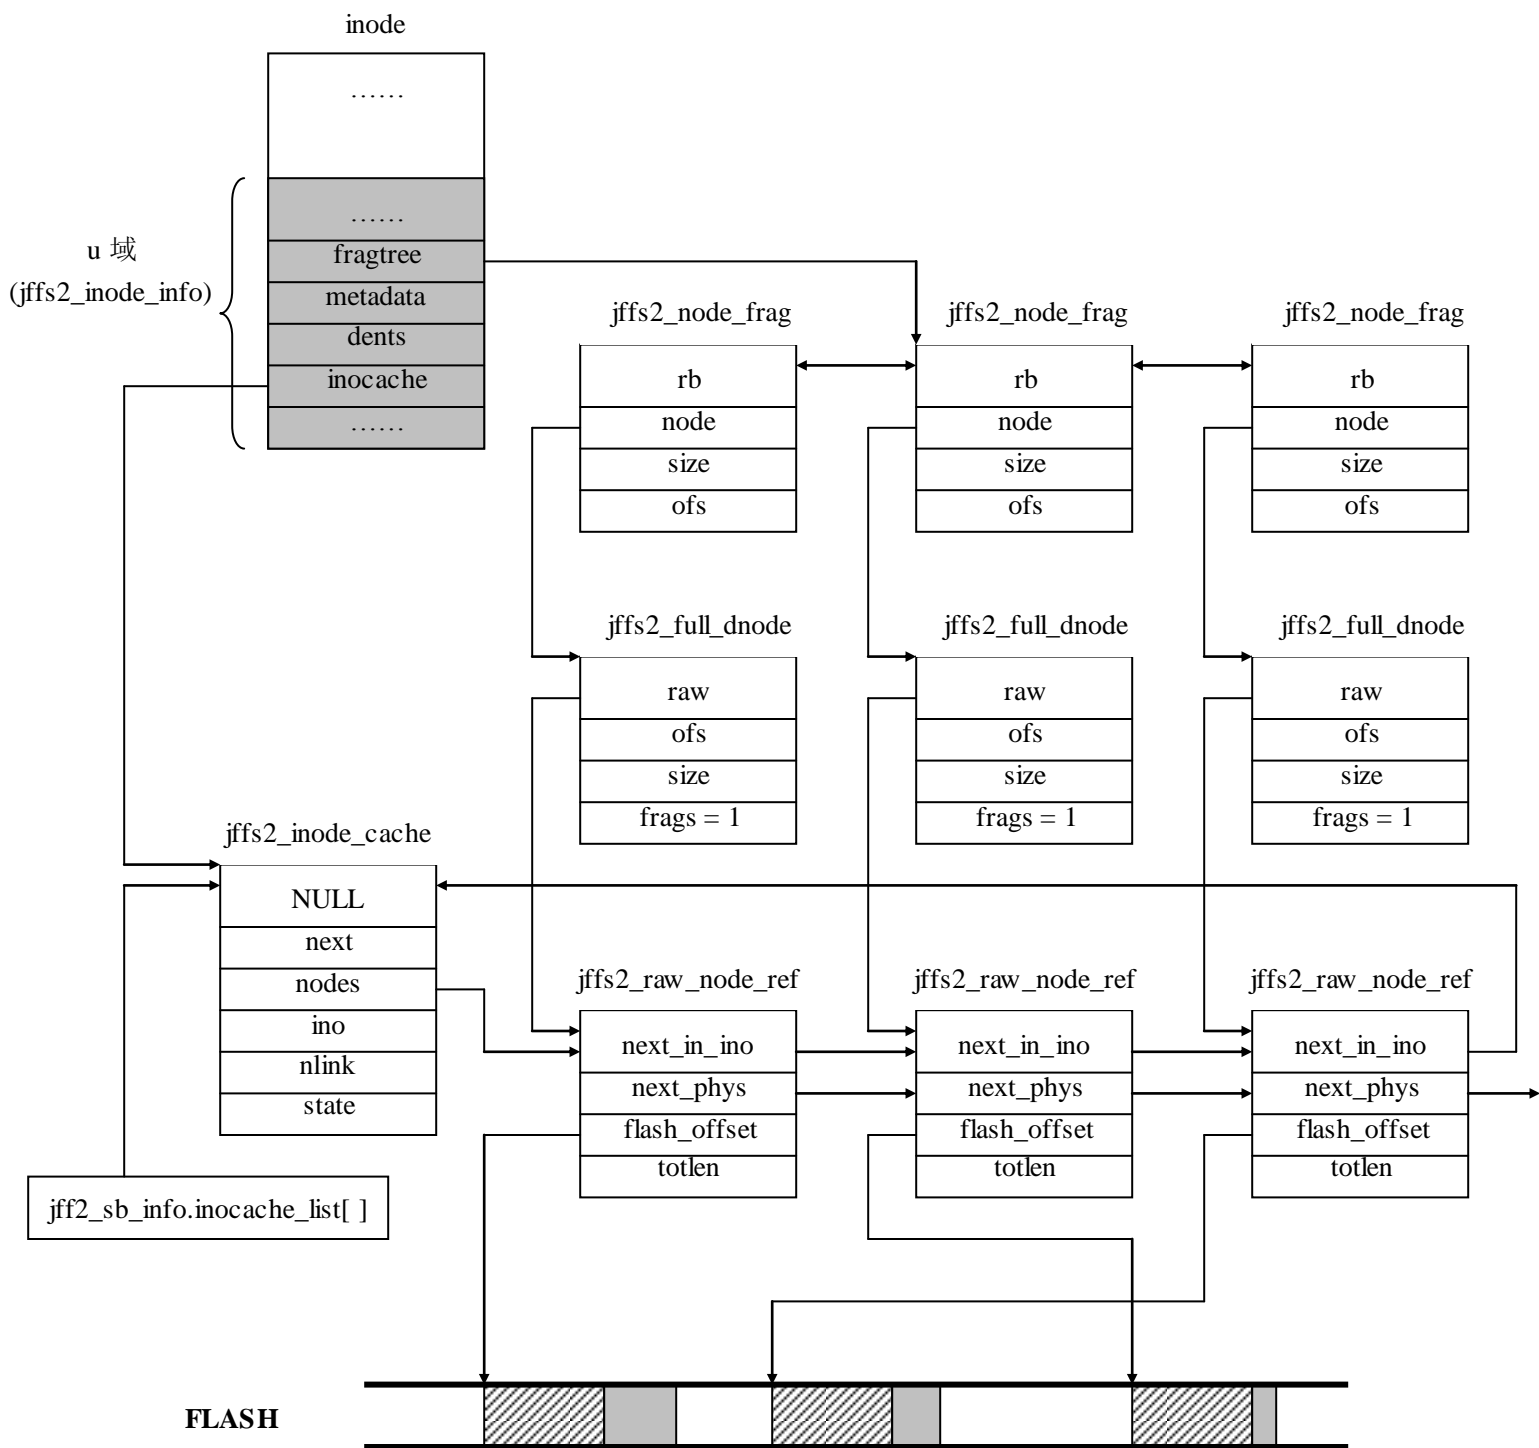 inode
……
……
u 域
(jffs2_inode_info)
fragtree
metadata
dents
inocache
……
jffs2_node_frag jffs2_node_frag jffs2_node_frag
rb rb rb
node node node
size size size
ofs ofs ofs
jffs2_full_dnode jffs2_full_dnode jffs2_full_dnode
raw raw raw
ofs ofs ofs
size size size
frags = 1 frags = 1 frags = 1
jffs2_inode_cache
NULL
next
nodes
ino
nlink
state
jffs2_raw_node_ref jffs2_raw_node_ref jffs2_raw_node_ref
next_in_ino next_in_ino next_in_ino
next_phys next_phys next_phys
flash_offset flash_offset flash_offset
totlen totlen totlen
jff2_sb_info.inocache_list[ ]
FLASH